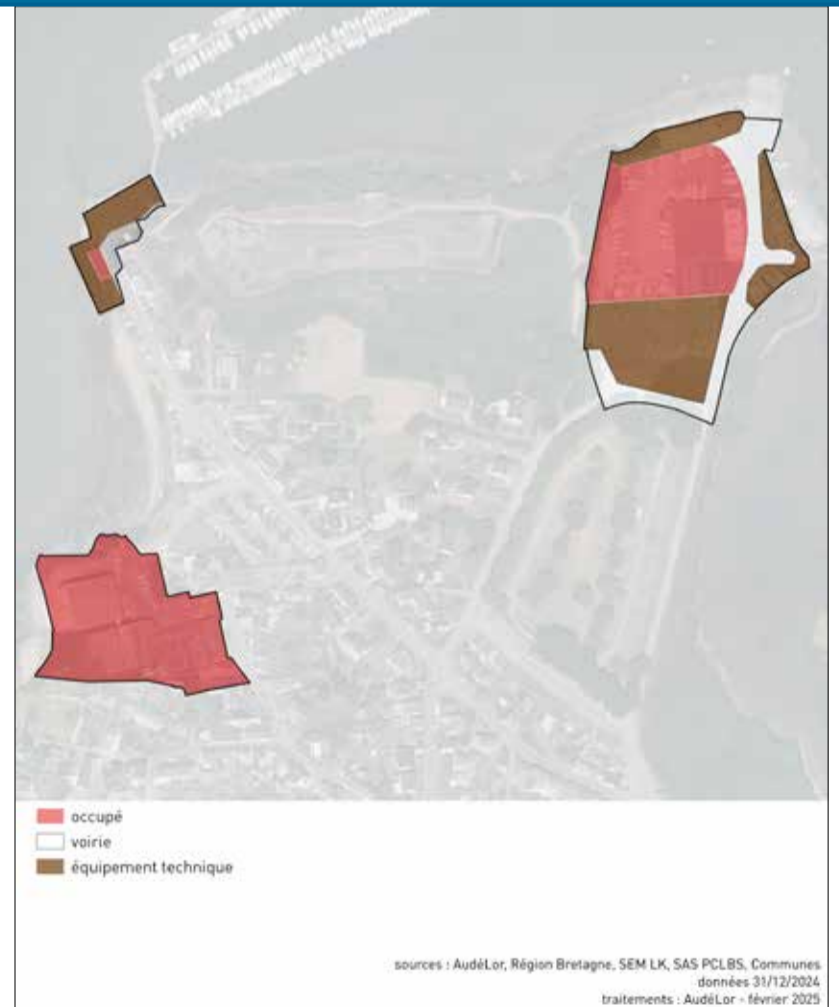 occupé
voirie
équipement technique
sources : AudéLor, Région Bretagne, SEM LK, SAS PCLBS, Communes
données 31/12/2024
traitements : AudéLor - février 2025